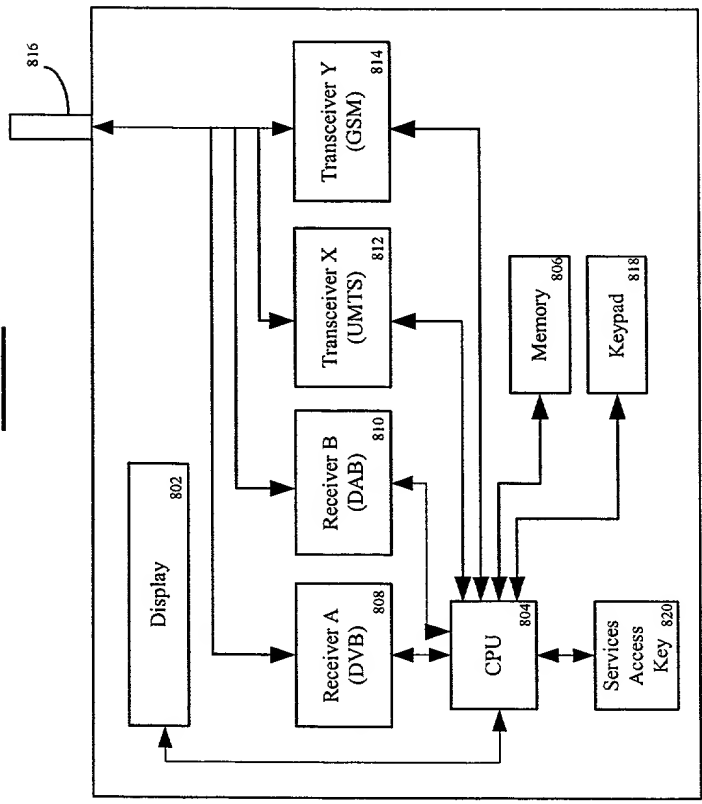 816
Display
802
Receiver A
(DVB)
808
Receiver B
(DAB)
810
Transceiver X
(UMTS)
812
Transceiver Y
(GSM)
814
CPU
804
Memory
806
Keypad
818
Services
Access
Key
820